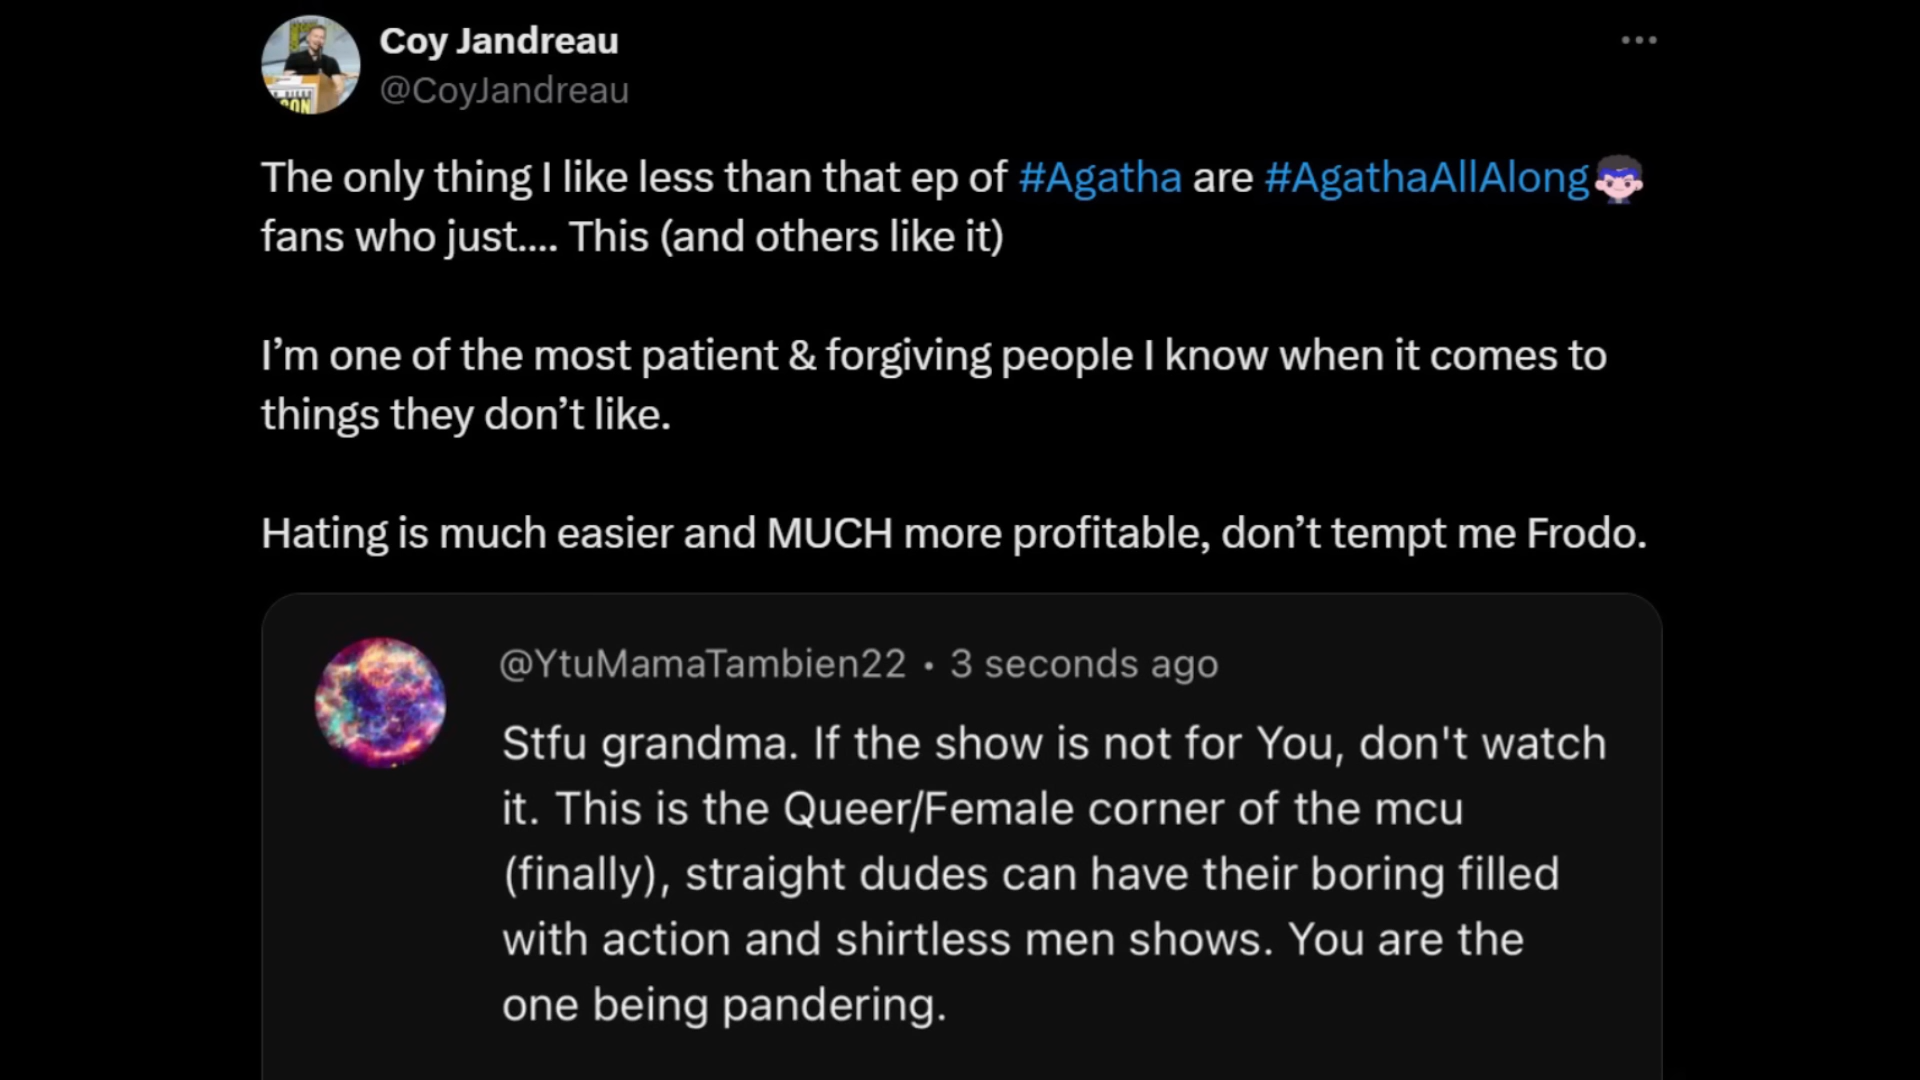 Coy Jandreau
@CoyJandreau
The only thing I like less than that ep of #Agatha are #AgathaAllAlong
fans who just.... This (and others like it)
I’m one of the most patient & forgiving people I know when it comes to
things they don’t like.
Hating is much easier and MUCH more profitable, don’t tempt me Frodo.
@YtuMamaTambien22 • 3 seconds ago
Stfu grandma. If the show is not for You, don't watch
it. This is the Queer/Female corner of the mcu
(finally), straight dudes can have their boring filled
with action and shirtless men shows. You are the
one being pandering.